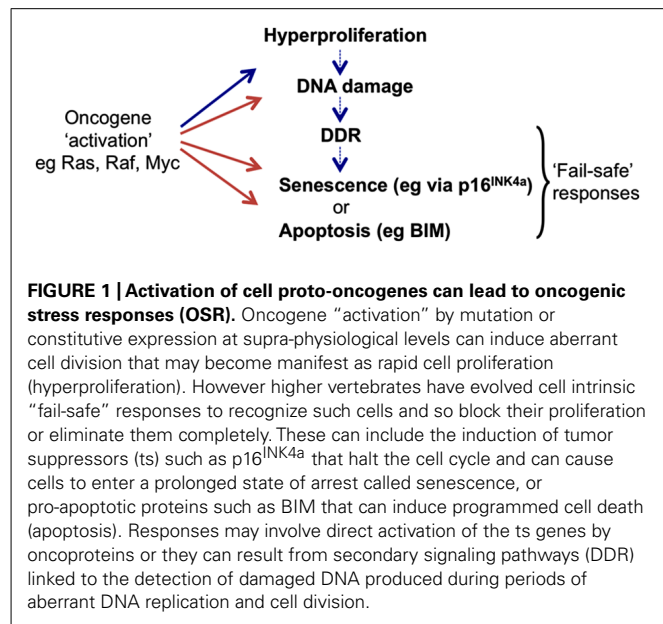 Hyperproliferation
DNA damage
Oncogene
'activation'
eg Ras, Raf, Myc
DDR
Senescence (eg via p16INK4a)
or
Apoptosis (eg BIM)
'Fail-safe'
responses
FIGURE 1 | Activation of cell proto-oncogenes can lead to oncogenic
stress responses (OSR). Oncogene “activation” by mutation or
constitutive expression at supra-physiological levels can induce aberrant
cell division that may become manifest as rapid cell proliferation
(hyperproliferation). However higher vertebrates have evolved cell intrinsic
“fail-safe” responses to recognize such cells and so block their proliferation
or eliminate them completely. These can include the induction of tumor
suppressors (ts) such as p16INK4a that halt the cell cycle and can cause
cells to enter a prolonged state of arrest called senescence, or
pro-apoptotic proteins such as BIM that can induce programmed cell death
(apoptosis). Responses may involve direct activation of the ts genes by
oncoproteins or they can result from secondary signaling pathways (DDR)
linked to the detection of damaged DNA produced during periods of
aberrant DNA replication and cell division.